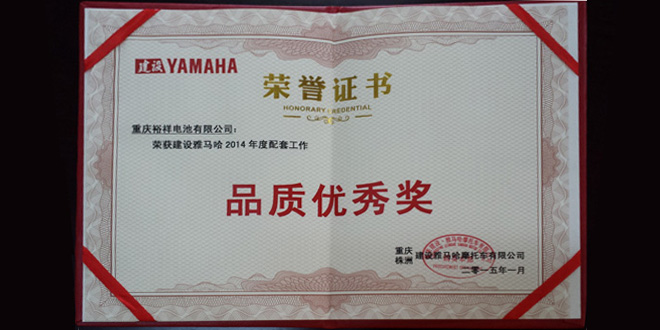 建设 YAMAHA
荣誉证书
HONORARY CREDENTIAL
重庆裕祥电池有限公司：
荣获建设雅马哈2014年度配套工作
品质优秀奖
重庆
株洲 建设雅马哈摩托车有限公司
二零一五年一月